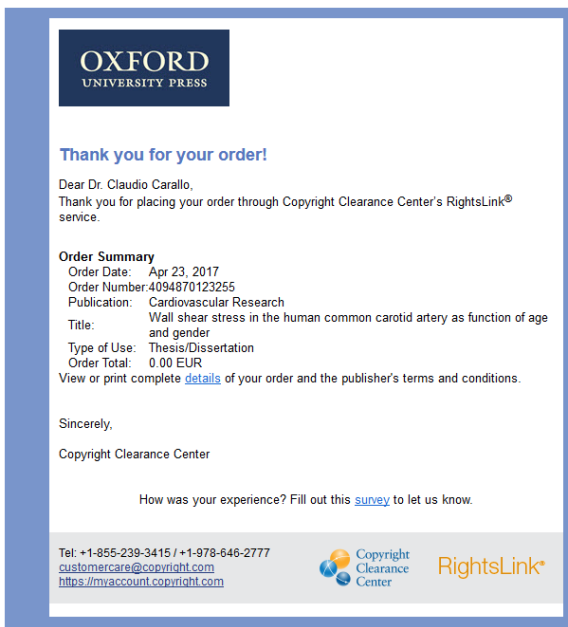 OXFORD
UNIVERSITY PRESS
Thank you for your order!
Dear Dr. Claudio Carallo,
Thank you for placing your order through Copyright Clearance Center's RightsLink®
service.
Order Summary
Order Date: Apr 23, 2017
Order Number:4094870123255
Publication: Cardiovascular Research
Title: Wall shear stress in the human common carotid artery as function of age
and gender
Type of Use: Thesis/Dissertation
Order Total: 0.00 EUR
View or print complete details of your order and the publisher's terms and conditions.
Sincerely,
Copyright Clearance Center
How was your experience? Fill out this survey to let us know.
Tel: +1-855-239-3415 / +1-978-646-2777
customercare@copyright.com
https://myaccount.copyright.com
Copyright
Clearance
Center
RightsLink®